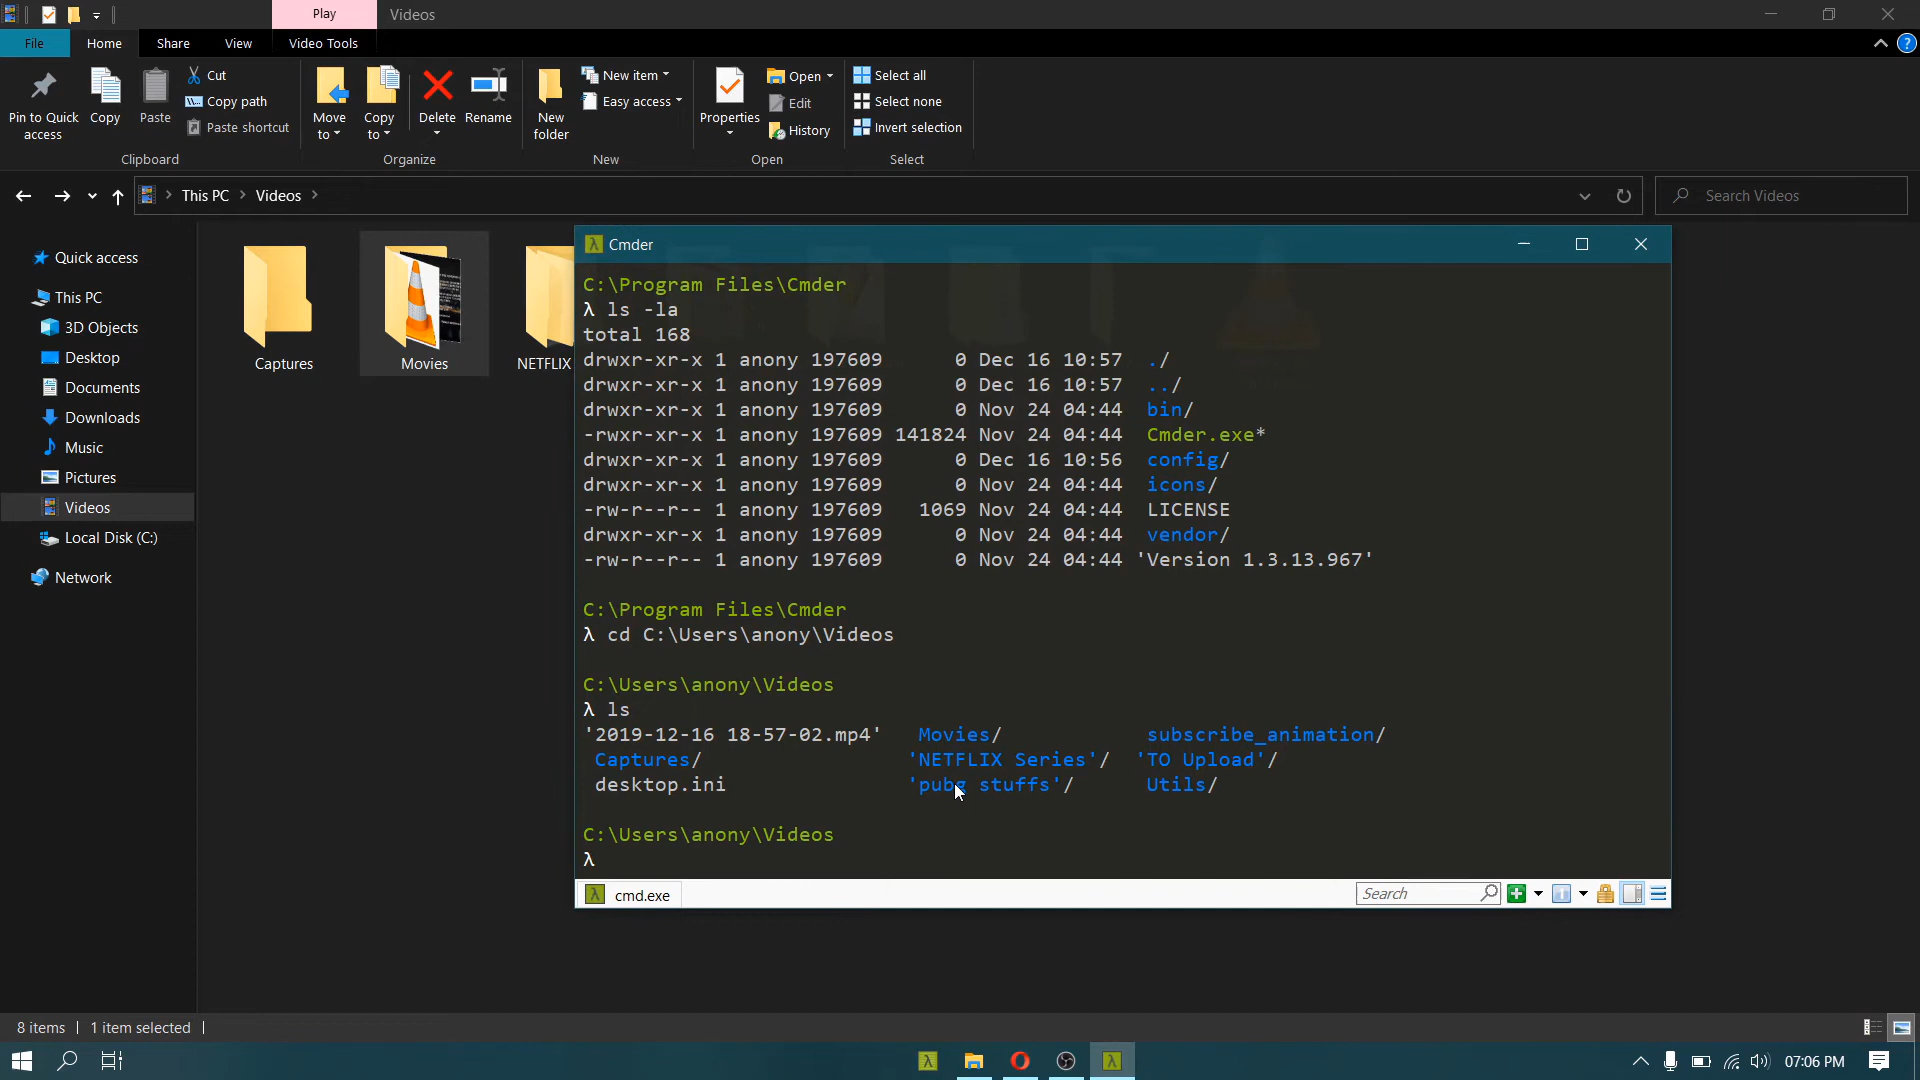 Play
Videos
File
Home
Share
View
Video Tools
Pin to Quick access
Copy
Paste
Cut
Copy path
Paste shortcut
Clipboard
Move to
Copy to
Delete
Rename
Organize
New folder
New item
Easy access
New
Properties
Open
Edit
History
Open
Select all
Select none
Invert selection
Select
This PC
Videos
Search Videos
Quick access
This PC
3D Objects
Desktop
Documents
Downloads
Music
Pictures
Videos
Local Disk (C:)
Network
Captures
Movies
NETFLIX
Cmder
C:\Program Files\Cmder
λ ls -la
total 168
drwxr-xr-x 1 anony 197609      0 Dec 16 10:57  ./
drwxr-xr-x 1 anony 197609      0 Dec 16 10:57  ../
drwxr-xr-x 1 anony 197609      0 Nov 24 04:44  bin/
-rwxr-xr-x 1 anony 197609 141824 Nov 24 04:44  Cmder.exe*
drwxr-xr-x 1 anony 197609      0 Dec 16 10:56  config/
drwxr-xr-x 1 anony 197609      0 Nov 24 04:44  icons/
-rw-r--r-- 1 anony 197609   1069 Nov 24 04:44  LICENSE
drwxr-xr-x 1 anony 197609      0 Nov 24 04:44  vendor/
-rw-r--r-- 1 anony 197609      0 Nov 24 04:44 'Version 1.3.13.967'
C:\Program Files\Cmder
λ cd C:\Users\anony\Videos
C:\Users\anony\Videos
λ ls
'2019-12-16 18-57-02.mp4'   Movies/            subscribe_animation/
Captures/                 'NETFLIX Series'/  'TO Upload'/
desktop.ini               'pubg stuffs'/      Utils/
C:\Users\anony\Videos
λ
cmd.exe
Search
8 items
1 item selected
07:06 PM